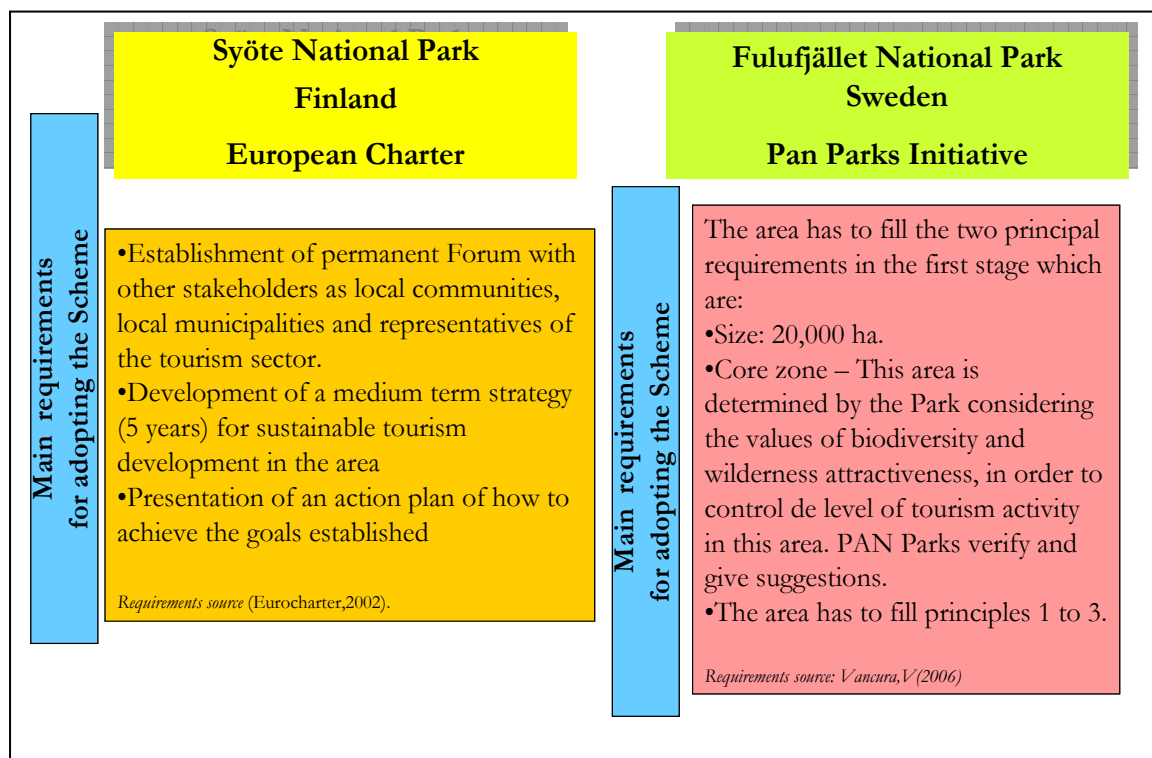 Syöte National Park
Finland
European Charter
Main requirements
for adopting the Scheme
•Establishment of permanent Forum with
other stakeholders as local communities,
local municipalities and representatives of
the tourism sector.
•Development of a medium term strategy
(5 years) for sustainable tourism
development in the area
•Presentation of an action plan of how to
achieve the goals established
Requirements source (Eurocharter,2002).
Fulufjället National Park
Sweden
Pan Parks Initiative
Main requirements
for adopting the Scheme
The area has to fill the two principal
requirements in the first stage which
are:
•Size: 20,000 ha.
•Core zone – This area is
determined by the Park considering
the values of biodiversity and
wilderness attractiveness, in order to
control de level of tourism activity
in this area. PAN Parks verify and
give suggestions.
•The area has to fill principles 1 to 3.
Requirements source: Vancura,V(2006)